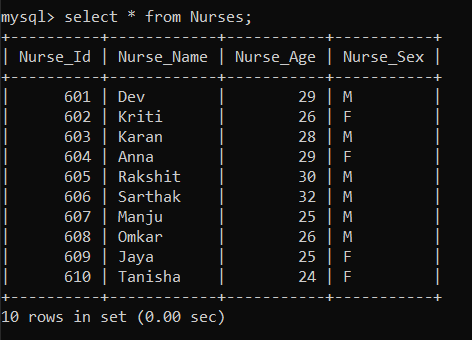 mysql> select * from Nurses;
+----------+------------+-----------+-----------+
| Nurse_Id | Nurse_Name | Nurse_Age | Nurse_Sex |
+----------+------------+-----------+-----------+
|      601 | Dev        |        29 | M         |
|      602 | Kriti      |        26 | F         |
|      603 | Karan      |        28 | M         |
|      604 | Anna       |        29 | F         |
|      605 | Rakshit    |        30 | M         |
|      606 | Sarthak    |        32 | M         |
|      607 | Manju      |        25 | M         |
|      608 | Omkar      |        26 | M         |
|      609 | Jaya       |        25 | F         |
|      610 | Tanisha    |        24 | F         |
+----------+------------+-----------+-----------+
10 rows in set (0.00 sec)